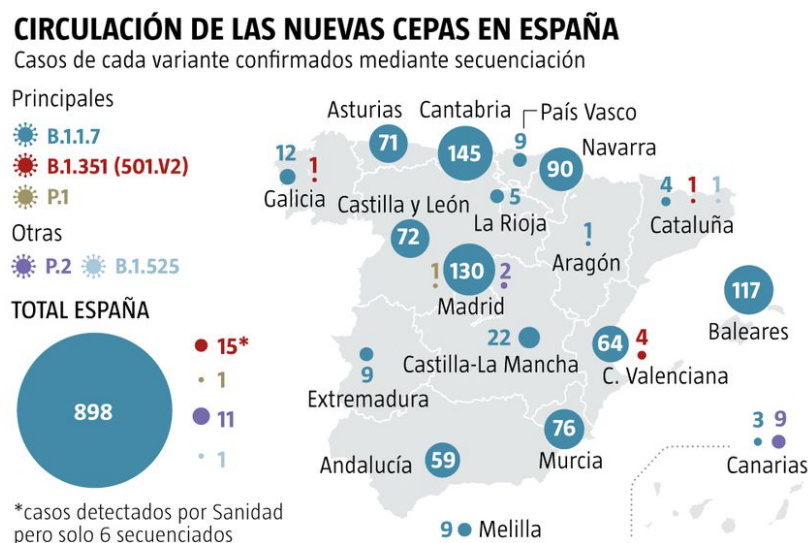 CIRCULACIÓN DE LAS NUEVAS CEPAS EN ESPAÑA
Casos de cada variante confirmados mediante secuenciación
Principales
B.1.1.7
B.1.351 (501.V2)
P.1
Otras
P.2 B.1.525
TOTAL ESPAÑA
898
15*
1
11
1
*casos detectados por Sanidad
pero solo 6 secuenciados
Asturias
71
Cantabria
145
País Vasco
9
Navarra
90
12 1
Galicia
Castilla y León
72
5
La Rioja
1
Aragón
4 1 1
Cataluña
1 130 2
Madrid
117
Baleares
22
Castilla-La Mancha
64 4
C. Valenciana
9
Extremadura
76
Murcia
Andalucía 59
3 9
Canarias
9 Melilla